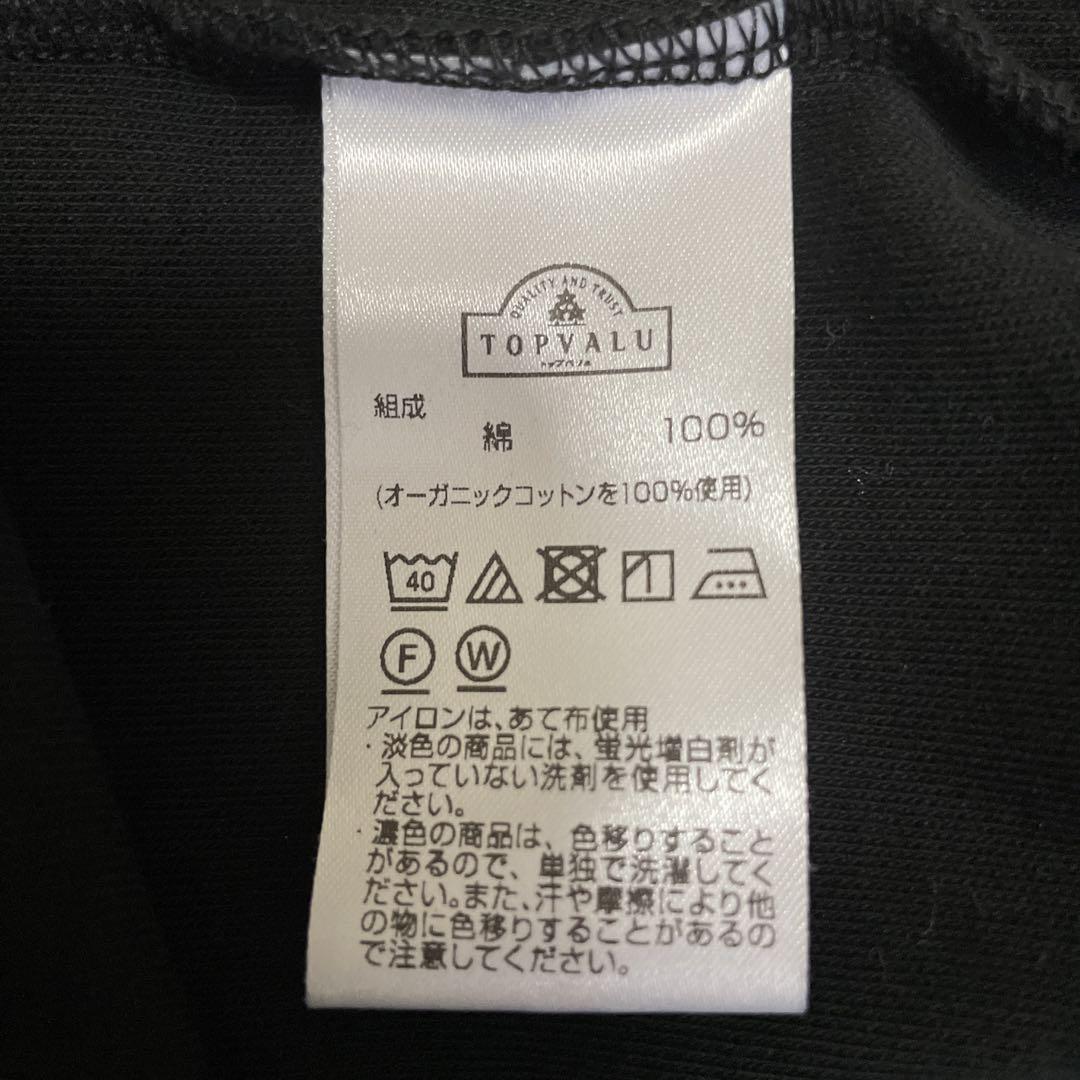 QUALITY AND TRUST
TOPVALU
トップバリュ
組成
綿 100%
(オーガニックコットンを100%使用)
40
F W
アイロンは、あて布使用
・淡色の商品には、蛍光増白剤が
入っていない洗剤を使用してく
ださい。
・濃色の商品は、色移りすること
があるので、単独で洗濯してく
ださい。また、汗や摩擦により他
の物に色移りすることがあるの
で注意してください。